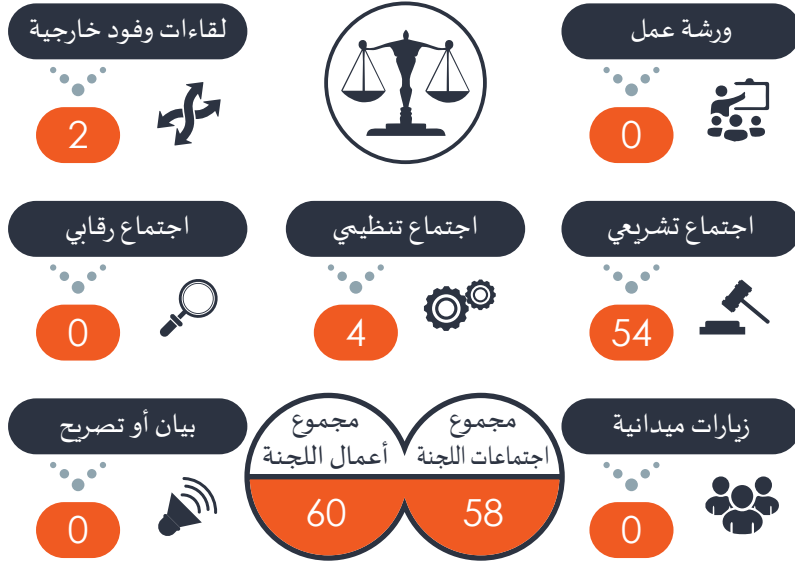 ورشة عمل
0
لقاءات وفود خارجية
2
اجتماع تشريعي
54
اجتماع تنظيمي
4
اجتماع رقابي
0
زيارات ميدانية
0
مجموع
اجتماعات اللجنة
58
مجموع
أعمال اللجنة
60
بيان أو تصريح
0